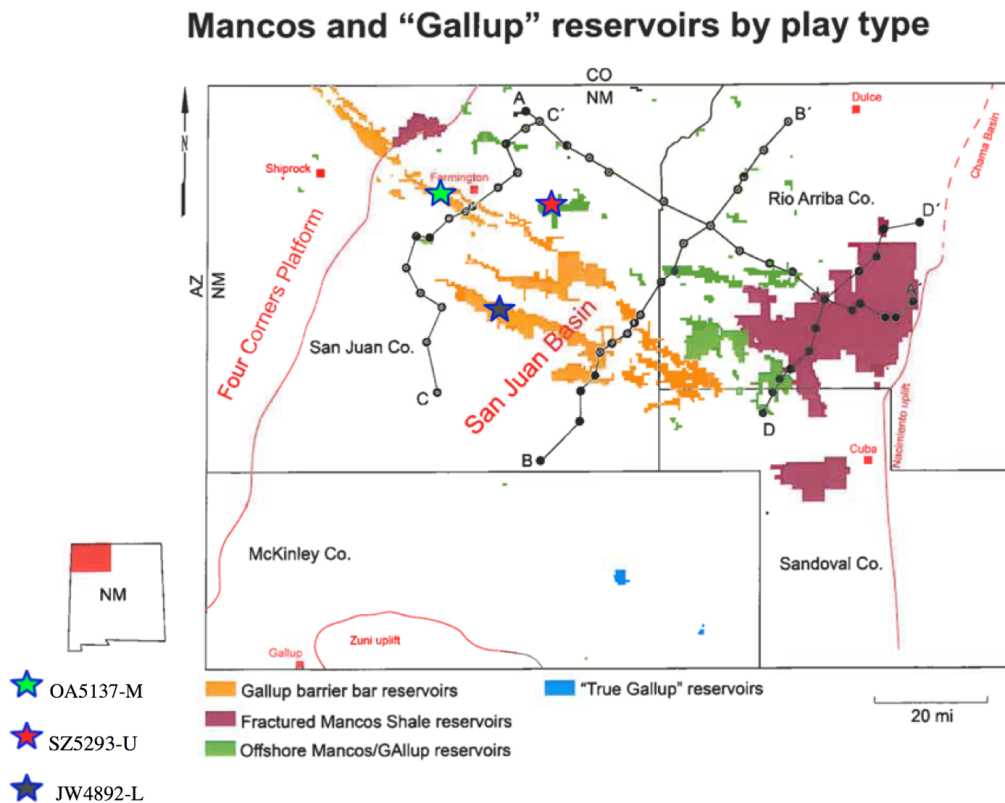 Mancos and “Gallup” reservoirs by play type
CO
NM
N
A
C´
B´
Dulce
Chama Basin
Shiprock
Farmington
Rio Arriba Co.
D´
AZ
NM
Four Corners Platform
A´
San Juan Co.
San Juan Basin
C
D
B
Cuba
Nacimiento uplift
McKinley Co.
Sandoval Co.
NM
Zuni uplift
Gallup
OA5137-M
SZ5293-U
JW4892-L
Gallup barrier bar reservoirs
“True Gallup” reservoirs
Fractured Mancos Shale reservoirs
Offshore Mancos/GAllup reservoirs
20 mi